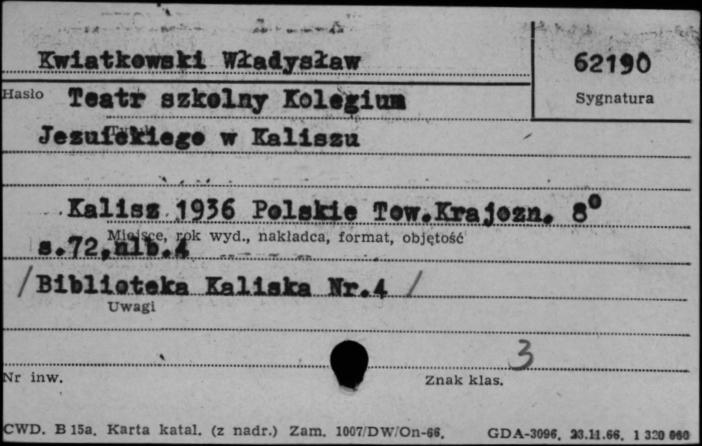 Kwiatkowski Władysław
62190
Hasło Teatr szkolny Kolegium
Sygnatura
Jezuickiego w Kaliszu
Kalisz 1936 Polskie Tow.Krajozn. 8°
Miejsce, rok wyd., nakładca, format, objętość
s.72,nlb.4
/Biblioteka Kaliska Nr.4 /
Uwagi
3
Nr inw.
Znak klas.
CWD. B 15a. Karta katal. (z nadr.) Zam. 1007/DW/On-66. GDA-3096. 23.11.66. 1 320 000